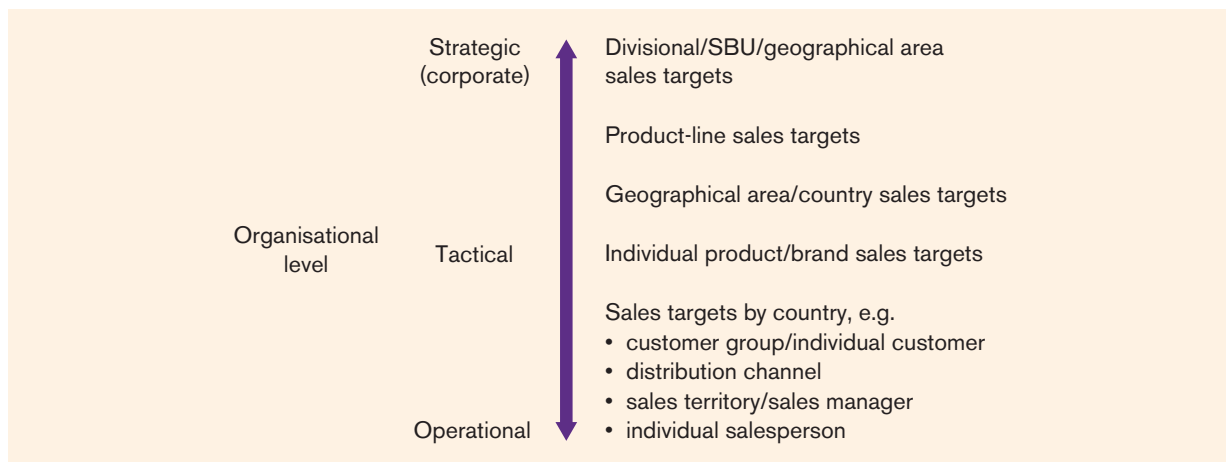 Strategic
(corporate)
Divisional/SBU/geographical area
sales targets
Product-line sales targets
Geographical area/country sales targets
Organisational
level
Tactical
Individual product/brand sales targets
Sales targets by country, e.g.
• customer group/individual customer
• distribution channel
• sales territory/sales manager
Operational
• individual salesperson